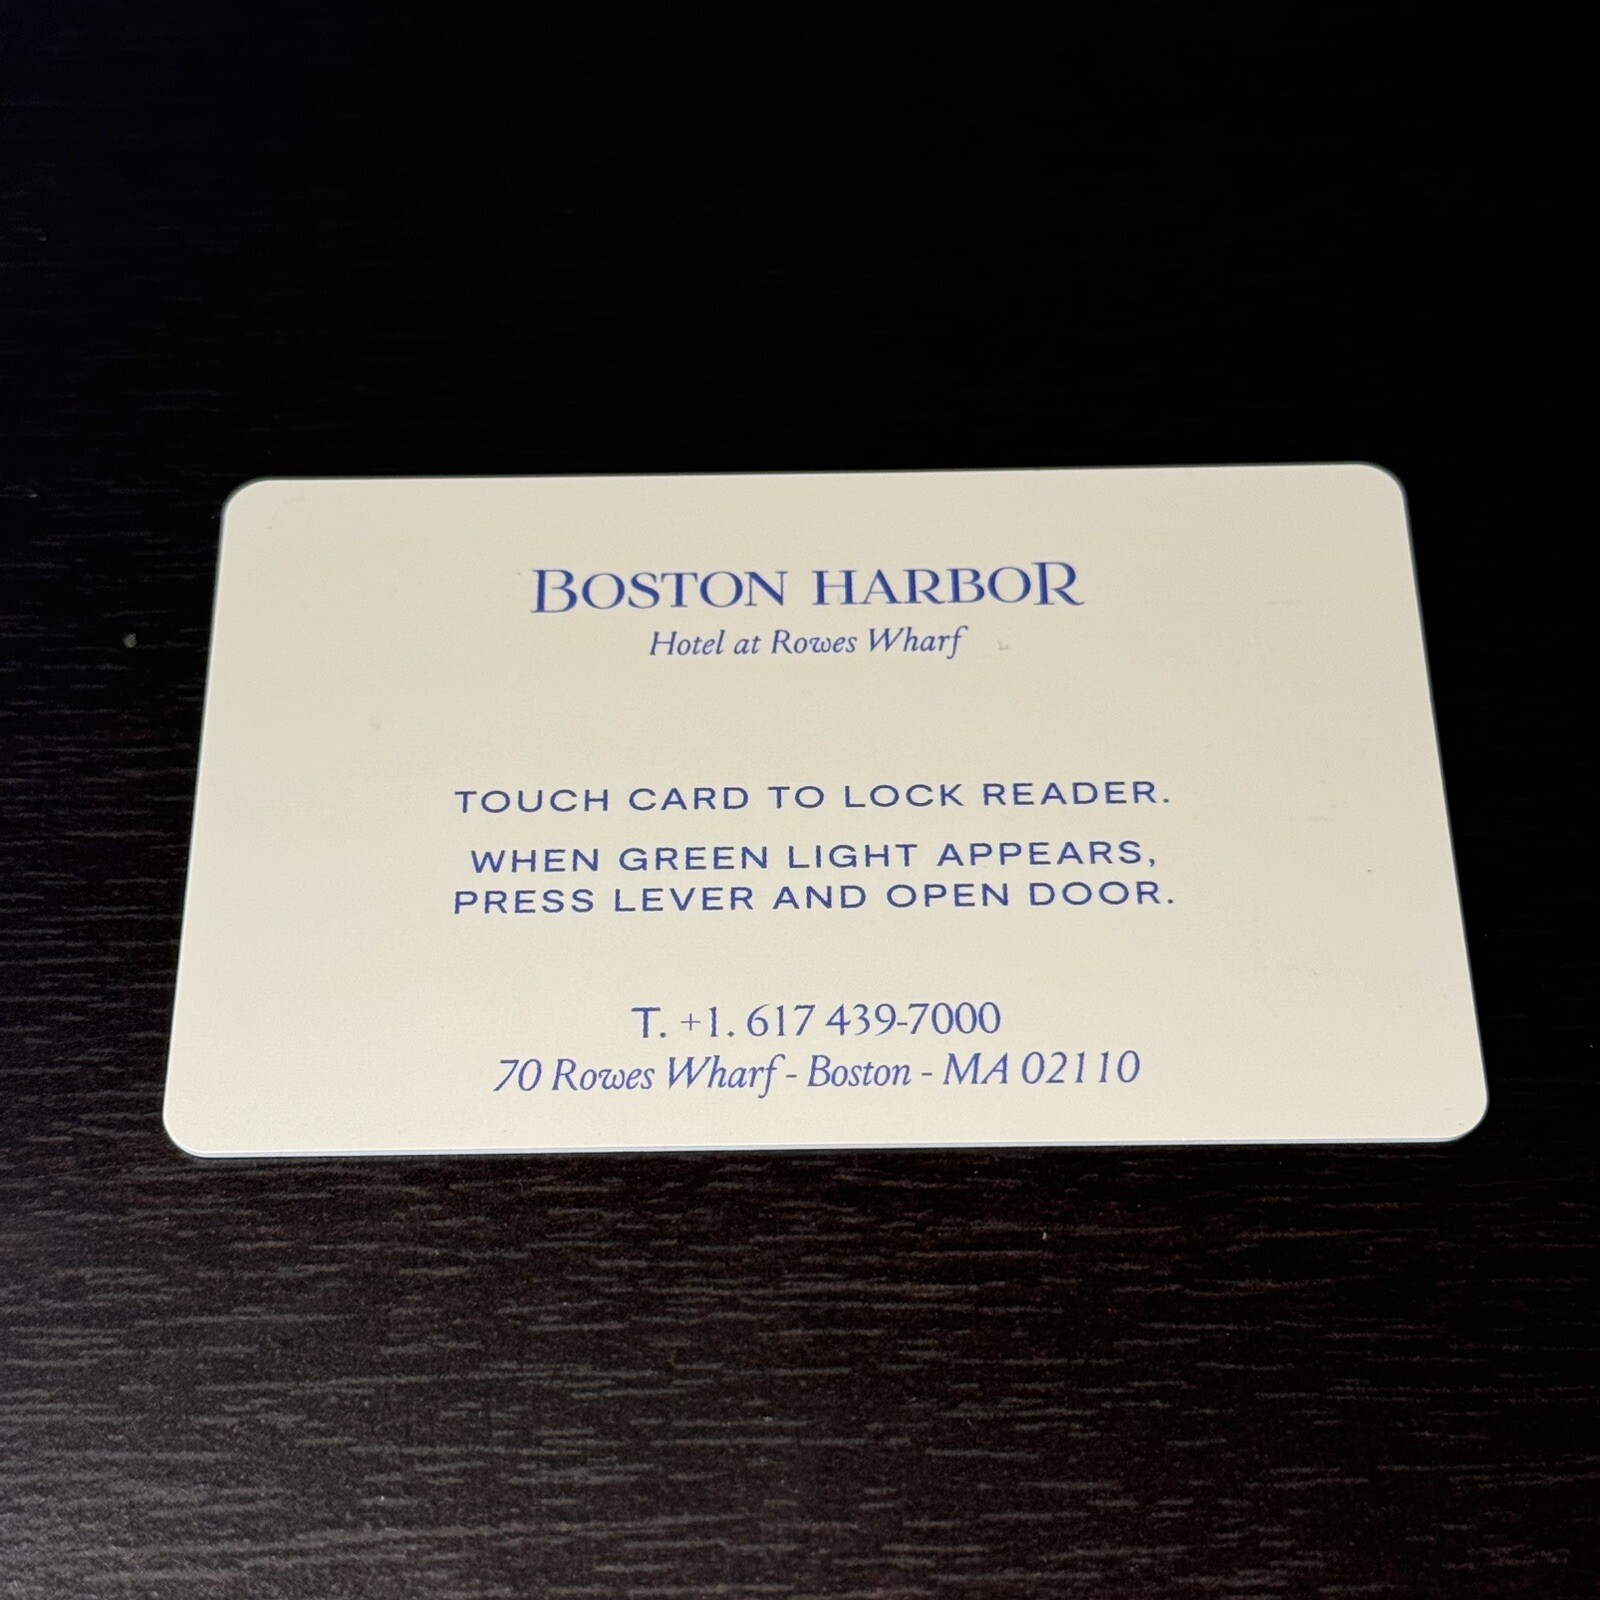 BOSTON HARBOR
Hotel at Rowes Wharf
TOUCH CARD TO LOCK READER.
WHEN GREEN LIGHT APPEARS,
PRESS LEVER AND OPEN DOOR.
T. +1. 617 439-7000
70 Rowes Wharf - Boston - MA 02110